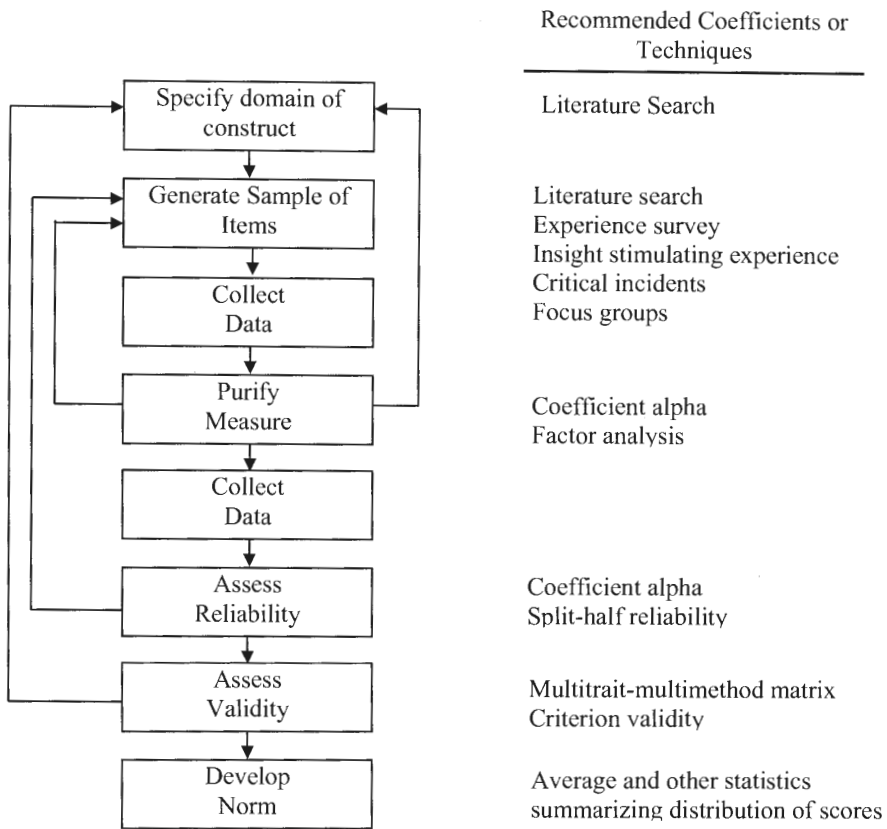 Recommended Coefficients or
Techniques
Specify domain of
construct
Literature Search
Generate Sample of
Items
Literature search
Experience survey
Insight stimulating experience
Critical incidents
Focus groups
Collect
Data
Purify
Measure
Coefficient alpha
Factor analysis
Collect
Data
Assess
Reliability
Coefficient alpha
Split-half reliability
Assess
Validity
Multitrait-multimethod matrix
Criterion validity
Develop
Norm
Average and other statistics
summarizing distribution of scores